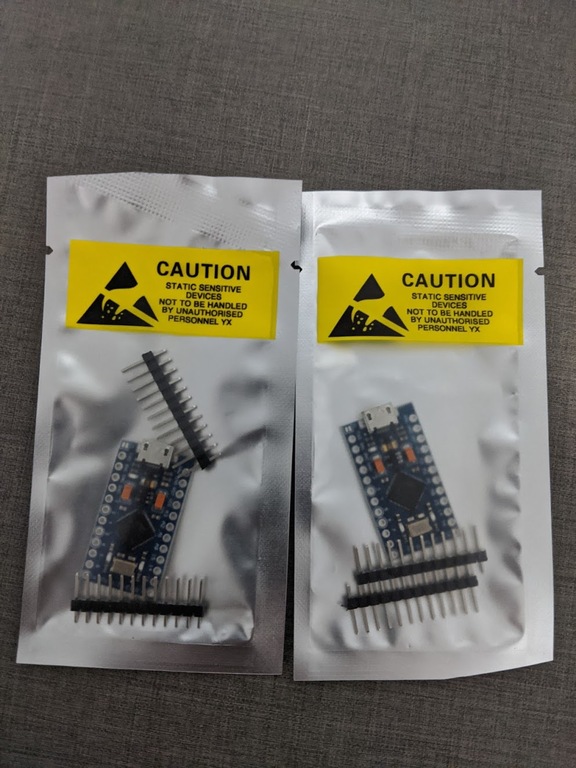 CAUTION
STATIC SENSITIVE
DEVICES
NOT TO BE HANDLED
BY UNAUTHORISED
PERSONNEL YX
CAUTION
STATIC SENSITIVE
DEVICES
NOT TO BE HANDLED
BY UNAUTHORISED
PERSONNEL YX